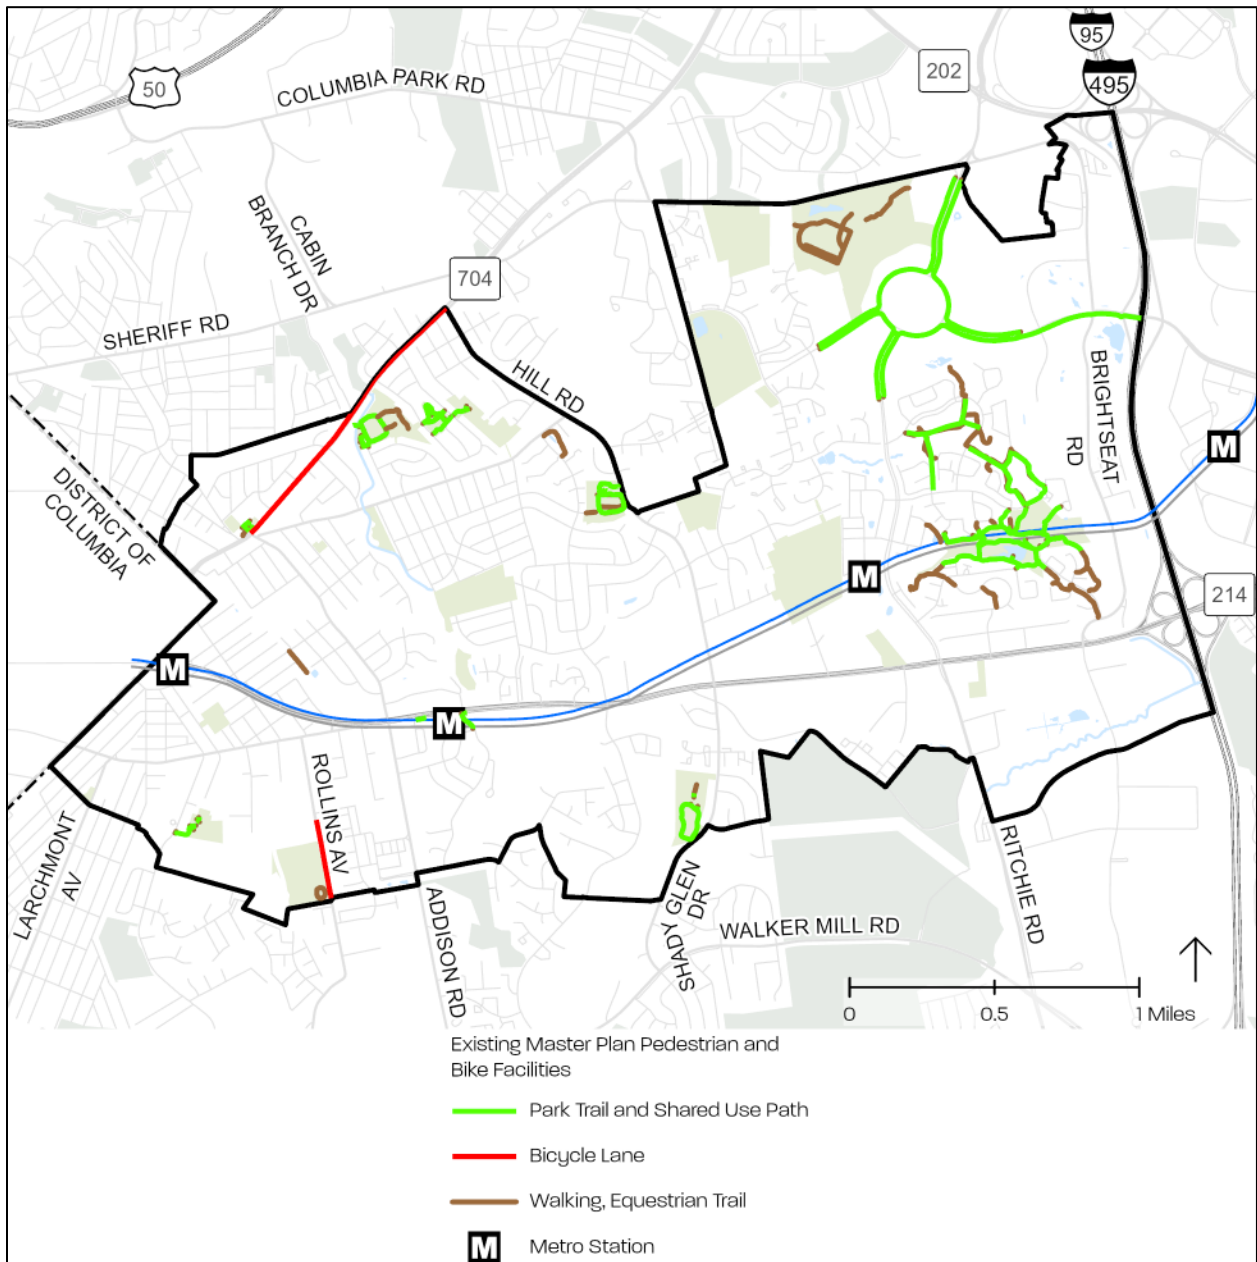 95
50
202
495
COLUMBIA PARK RD
CABIN
BRANCH DR
704
SHERIFF RD
HILL RD
BRIGHTSEAT
RD
M
DISTRICT OF
COLUMBIA
M
214
M
M
ROLLINS AV
LARCHMONT
AV
ADDISON RD
SHADY GLEN
DR
RITCHIE RD
WALKER MILL RD
0 0.5 1 Miles
Existing Master Plan Pedestrian and
Bike Facilities
Park Trail and Shared Use Path
Bicycle Lane
Walking, Equestrian Trail
M Metro Station